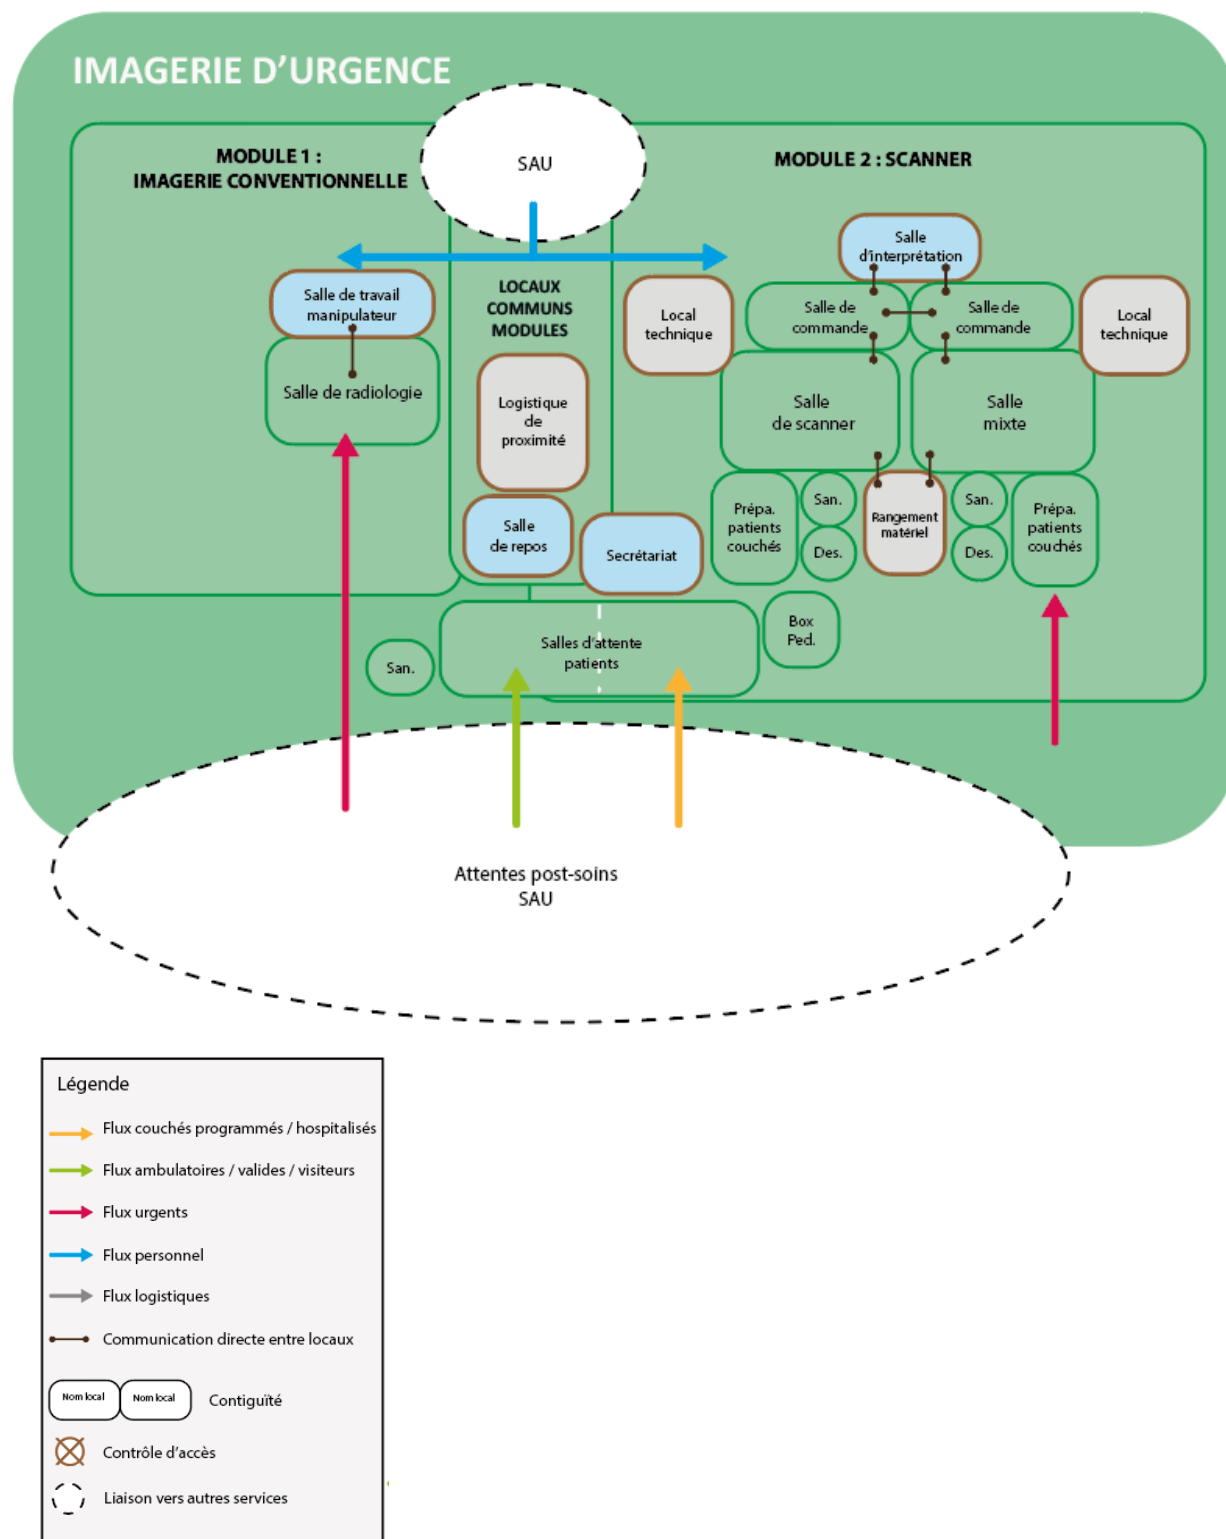 IMAGERIE D'URGENCE
SAU
MODULE 1 :
IMAGERIE CONVENTIONNELLE
MODULE 2 : SCANNER
Salle de travail
manipulateur
Salle de radiologie
LOCAUX
COMMUNS
MODULES
Logistique
de
proximité
Salle
de repos
Secrétariat
Local
technique
Salle
d'interprétation
Salle de
commande
Salle de
commande
Local
technique
Salle
de scanner
Salle
mixte
Prépa.
patients
couchés
San.
Des.
Rangement
matériel
San.
Des.
Prépa.
patients
couchés
San.
Salles d'attente
patients
Box
Ped.
Attentes post-soins
SAU
Légende
Flux couchés programmés / hospitalisés
Flux ambulatoires / valides / visiteurs
Flux urgents
Flux personnel
Flux logistiques
Communication directe entre locaux
Nom local
Nom local
Contiguïté
Contrôle d'accès
Liaison vers autres services